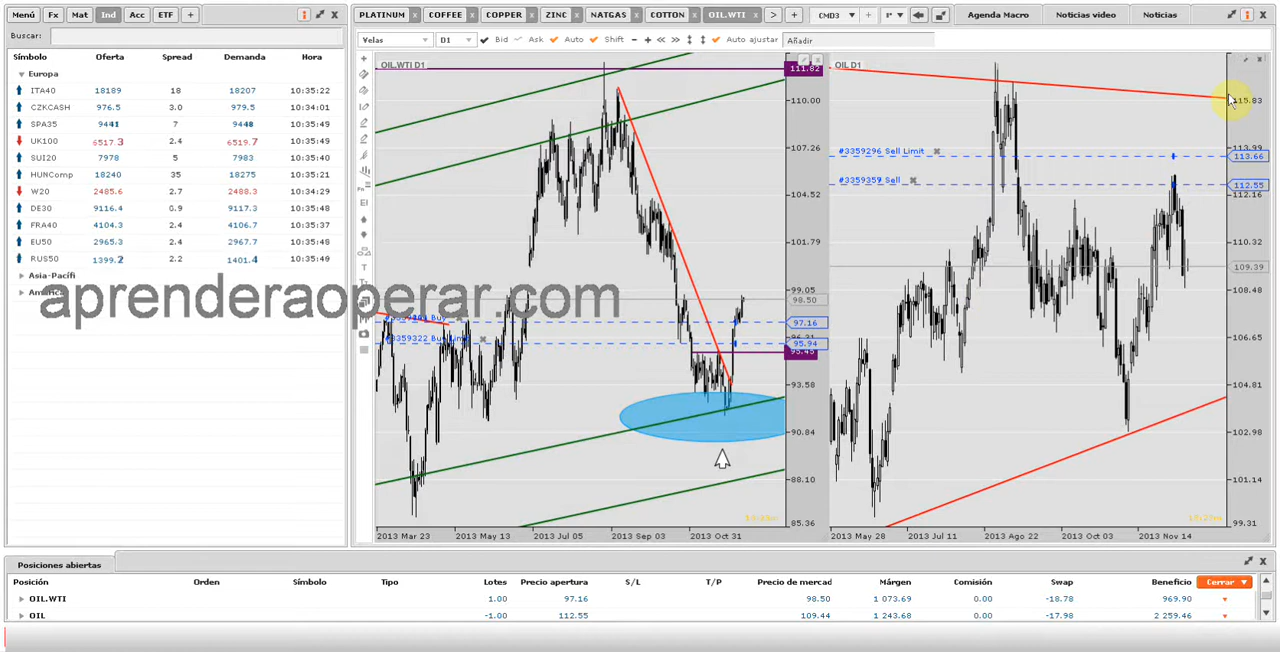 Menú Fx Mat Ind Acc ETF +
Buscar:
Símbolo Oferta Spread Demanda Hora
Europa
ITA40 18189 18 18207 10:35:22
CZKCASH 976.5 3.0 979.5 10:34:01
SPA35 9441 7 9448 10:35:49
UK100 6517.3 2.4 6519.7 10:35:49
SUI20 7978 5 7983 10:35:40
HUNComp 18240 35 18275 10:35:21
W20 2485.6 2.7 2488.3 10:34:29
DE30 9116.4 0.9 9117.3 10:35:48
FRA40 4104.3 2.4 4106.7 10:35:37
EU50 2965.3 2.4 2967.7 10:35:48
RUS50 1399.2 2.2 1401.4 10:35:48
Asia-Pacífi
aprenderaoperar.com
PLATINUM x COFFEE x COPPER x ZINC x NATGAS x COTTON x OIL.WTI x > + CMD3
Agenda Macro Noticias video Noticias
Velas D1 Bid Ask Auto Shift Auto ajustar Añadir
OIL.WTI D1
111.82
110.00
107.26
104.52
101.79
99.05
98.50
97.16
96.31
95.94
95.45
93.58
90.84
88.10
85.36
#3359322 Buy Limit
2013 Mar 23 2013 May 13 2013 Jul 05 2013 Sep 03 2013 Oct 31
OIL D1
115.83
113.99
113.66
112.55
112.16
110.32
109.39
108.48
106.64
104.81
102.98
101.14
99.31
#3359296 Sell Limit
#3359359 Sell
2013 May 28 2013 Jul 11 2013 Ago 22 2013 Oct 03 2013 Nov 14
Posiciones abiertas
Posición Orden Símbolo Tipo Lotes Precio apertura S/L T/P Precio de mercad Márgen Comisión Swap Beneficio Cerrar
OIL.WTI 1.00 97.16 98.50 1 073.69 0.00 -18.78 969.90
OIL -1.00 112.55 109.44 1 243.68 0.00 -17.98 2 259.46